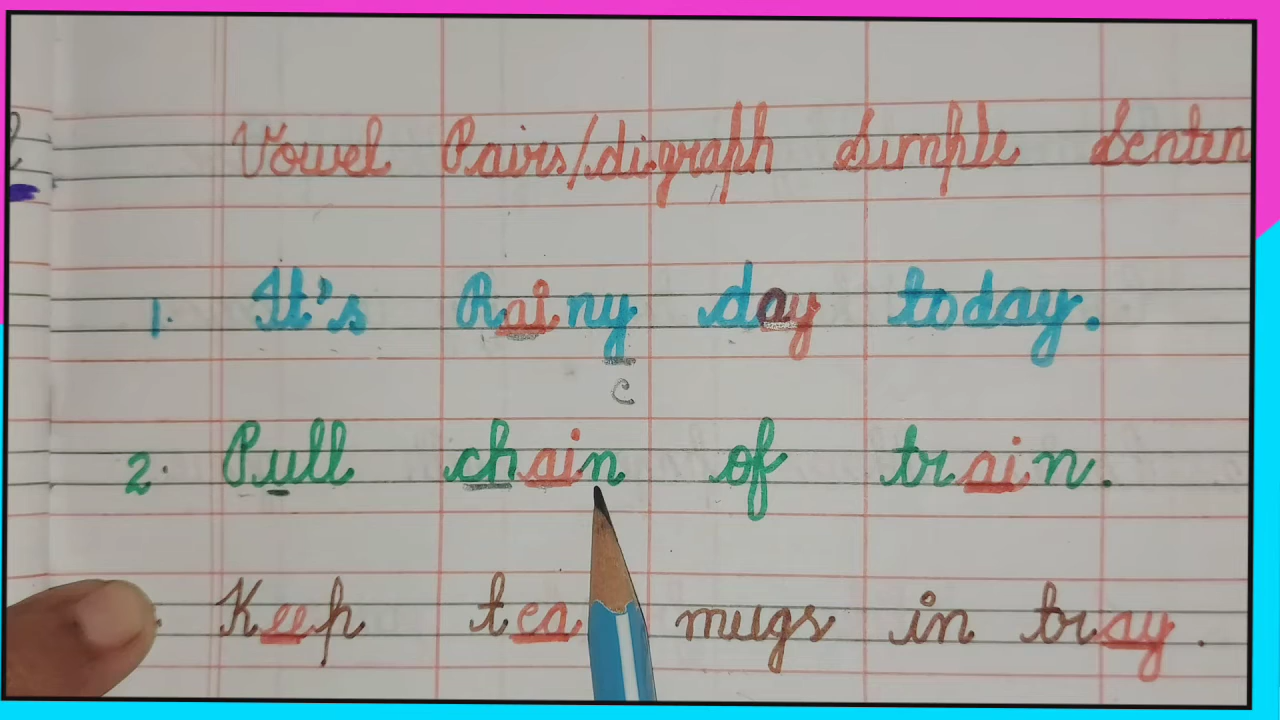 Vowel Pairs/digraph Simple Senten
1. It's Rainy day today.
c
2. Pull chain of train.
Keep tea mugs in tray.